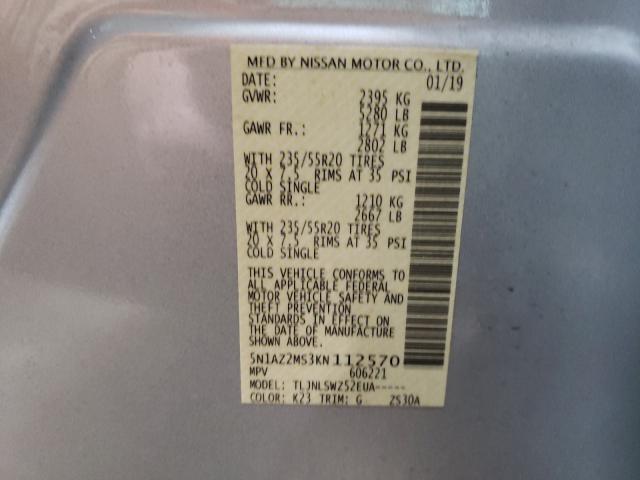 MFD BY NISSAN MOTOR CO., LTD.
DATE: 01/19
GVWR: 2395 KG
5280 LB
GAWR FR.: 1271 KG
2802 LB
WITH 235/55R20 TIRES
20 X 7.5 RIMS AT 35 PSI
COLD SINGLE
GAWR RR.: 1210 KG
2667 LB
WITH 235/55R20 TIRES
20 X 7.5 RIMS AT 35 PSI
COLD SINGLE
THIS VEHICLE CONFORMS TO
ALL APPLICABLE FEDERAL
MOTOR VEHICLE SAFETY AND
THEFT PREVENTION
STANDARDS IN EFFECT ON
THE DATE OF MANUFACTURE
SHOWN ABOVE.
5N1AZ2MS3KN112570
MPV 606221
MODEL: TLJNLSWZ52EUA-----
COLOR: K23 TRIM: G ZS30A